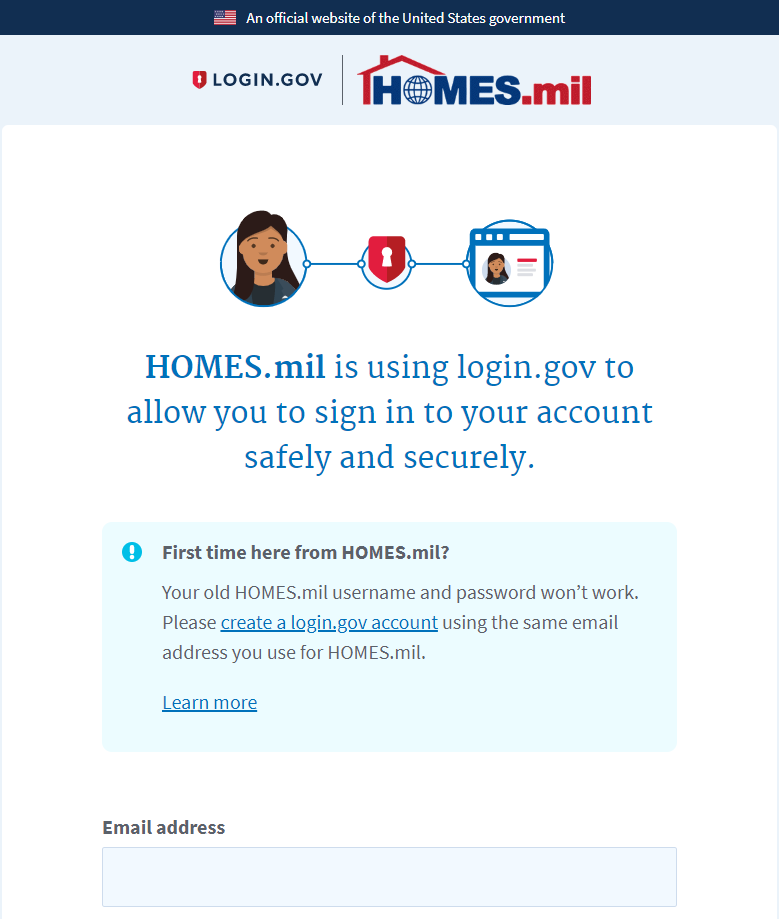 An official website of the United States government
LOGIN.GOV
HOMES.mil
HOMES.mil is using login.gov to
allow you to sign in to your account
safely and securely.
First time here from HOMES.mil?
Your old HOMES.mil username and password won’t work.
Please create a login.gov account using the same email
address you use for HOMES.mil.
Learn more
Email address